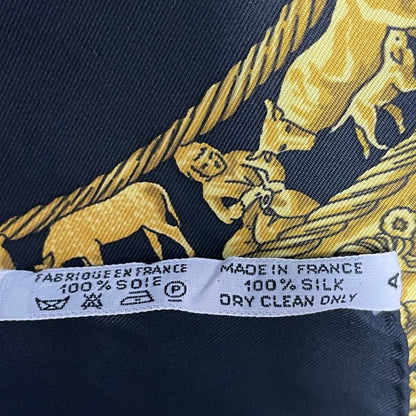 FABRIQUE EN FRANCE
100% SOIE
P
MADE IN FRANCE
100% SILK
DRY CLEAN ONLY
A